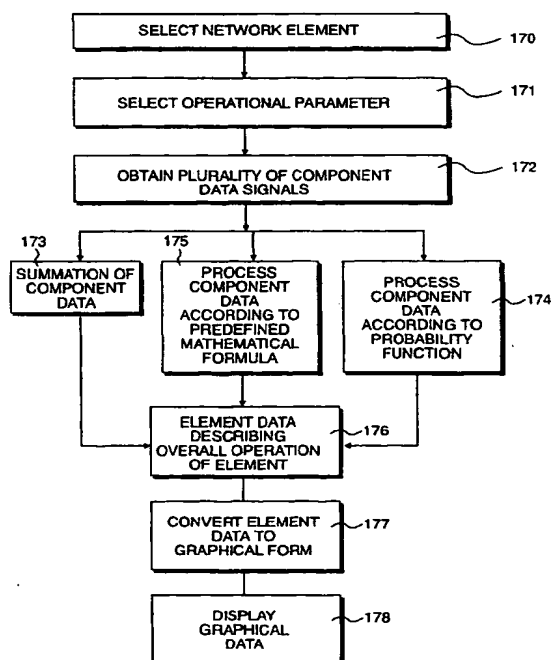 SELECT NETWORK ELEMENT
170
SELECT OPERATIONAL PARAMETER
171
OBTAIN PLURALITY OF COMPONENT
DATA SIGNALS
172
173
SUMMATION OF
COMPONENT
DATA
175
PROCESS
COMPONENT
DATA
ACCORDING TO
PREDEFINED
MATHEMATICAL
FORMULA
PROCESS
COMPONENT
DATA
ACCORDING TO
PROBABILITY
FUNCTION
174
ELEMENT DATA
DESCRIBING
OVERALL OPERATION
OF ELEMENT
176
CONVERT ELEMENT
DATA TO
GRAPHICAL FORM
177
DISPLAY
GRAPHICAL
DATA
178